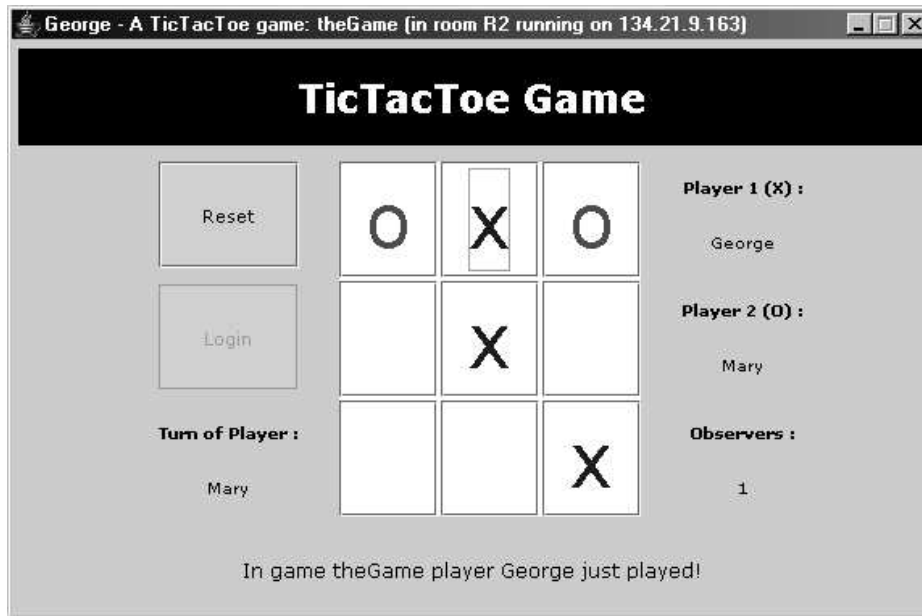 George - A TicTacToe game: theGame (in room R2 running on 134.21.9.163)
TicTacToe Game
Reset
Login
Turn of Player :
Mary
O X O
X
X
Player 1 (X) :
George
Player 2 (O) :
Mary
Observers :
1
In game theGame player George just played!